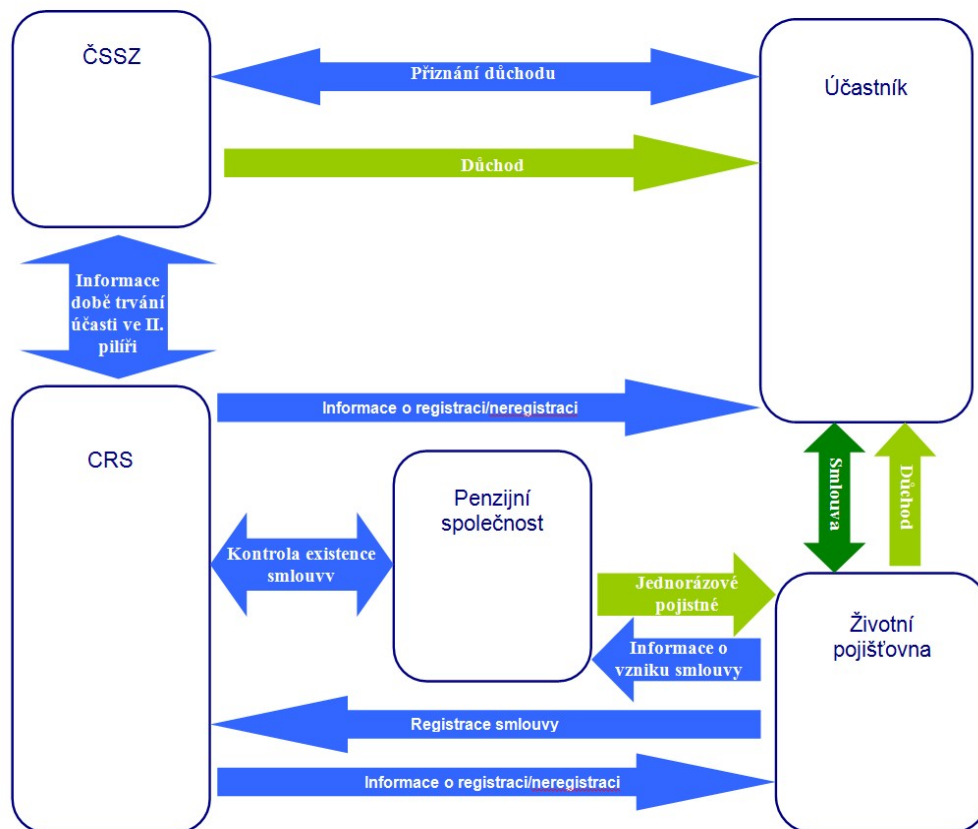 ČSSZ
Přiznání důchodu
Účastník
Důchod
Informace
době trvání
účasti ve II.
pilíři
Informace o registraci/neregistraci
CRS
Smlouva
Důchod
Penzijní
společnost
Kontrola existence
smlouvy
Jednorázové
pojistné
Životní
pojišťovna
Informace o
vzniku smlouvy
Registrace smlouvy
Informace o registraci/neregistraci